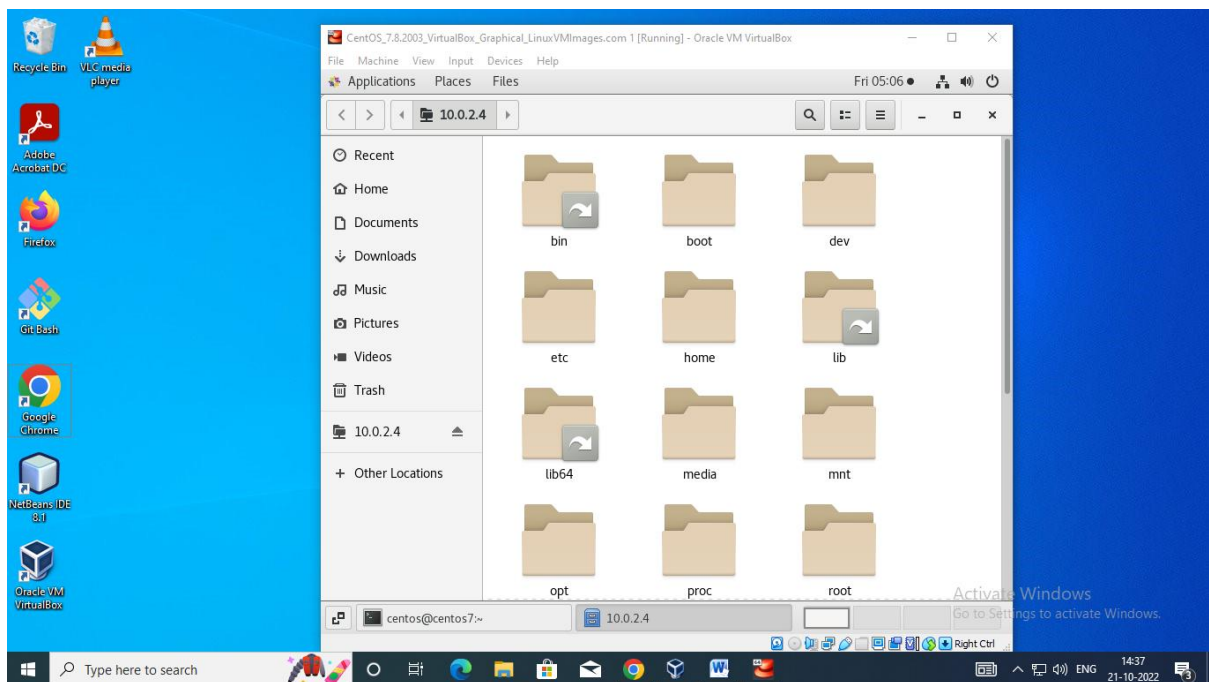 Recycle Bin
VLC media
player
Adobe
Acrobat DC
Firefox
Git Bash
Google
Chrome
NetBeans IDE
8.1
Oracle VM
VirtualBox
CentOS_7.8.2003_VirtualBox_Graphical_LinuxVMImages.com 1 [Running] - Oracle VM VirtualBox
File Machine View Input Devices Help
Applications Places Files Fri 05:06
10.0.2.4
Recent
Home
Documents
Downloads
Music
Pictures
Videos
Trash
10.0.2.4
+ Other Locations
bin boot dev
etc home lib
lib64 media mnt
opt proc root
centos@centos7:~ 10.0.2.4
Right Ctrl
Activate Windows
Go to Settings to activate Windows.
Type here to search
W
ENG
14:37
21-10-2022
3